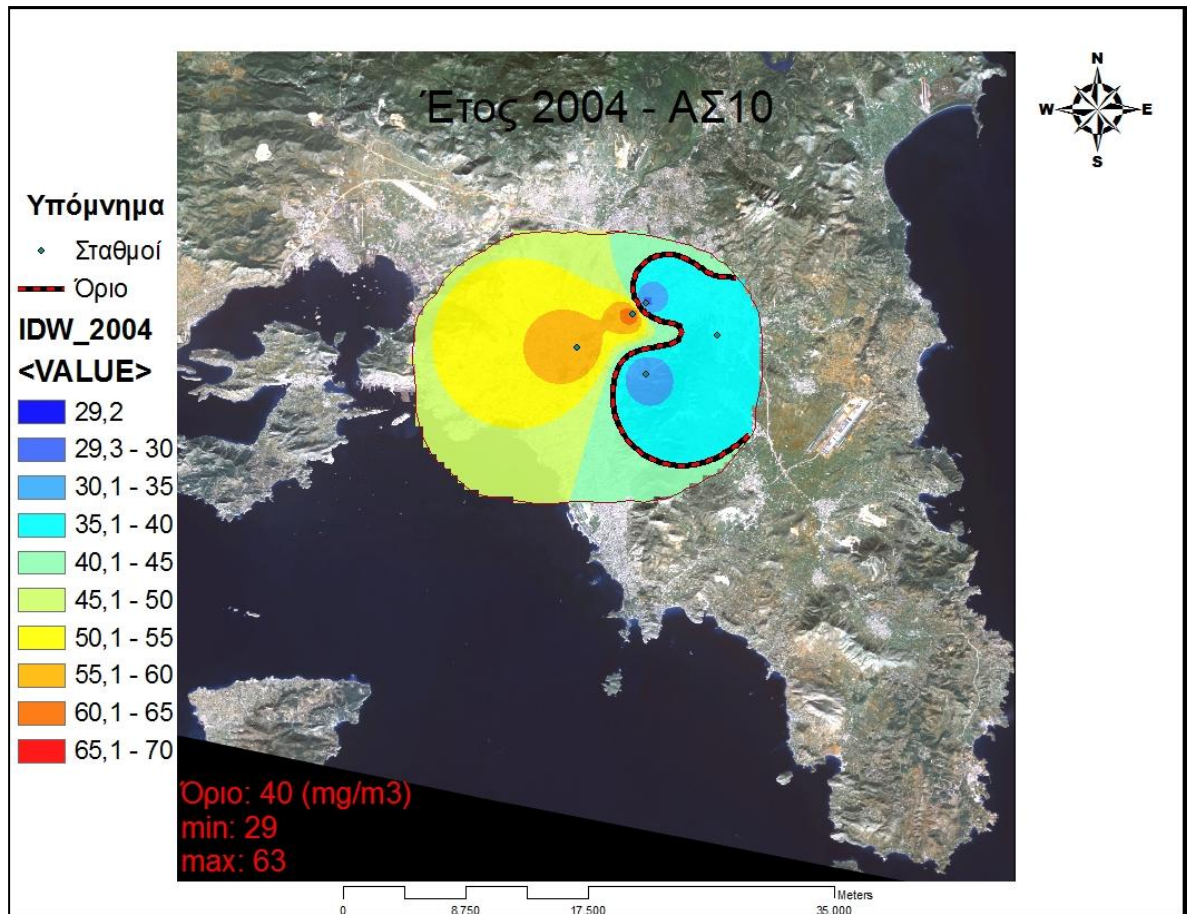 Έτος 2004 - ΑΣ10
N
W E
S
Υπόμνημα
Σταθμοί
Όριο
IDW_2004
<VALUE>
29,2
29,3 - 30
30,1 - 35
35,1 - 40
40,1 - 45
45,1 - 50
50,1 - 55
55,1 - 60
60,1 - 65
65,1 - 70
Όριο: 40 (mg/m3)
min: 29
max: 63
Meters
0 8.750 17.500 35.000